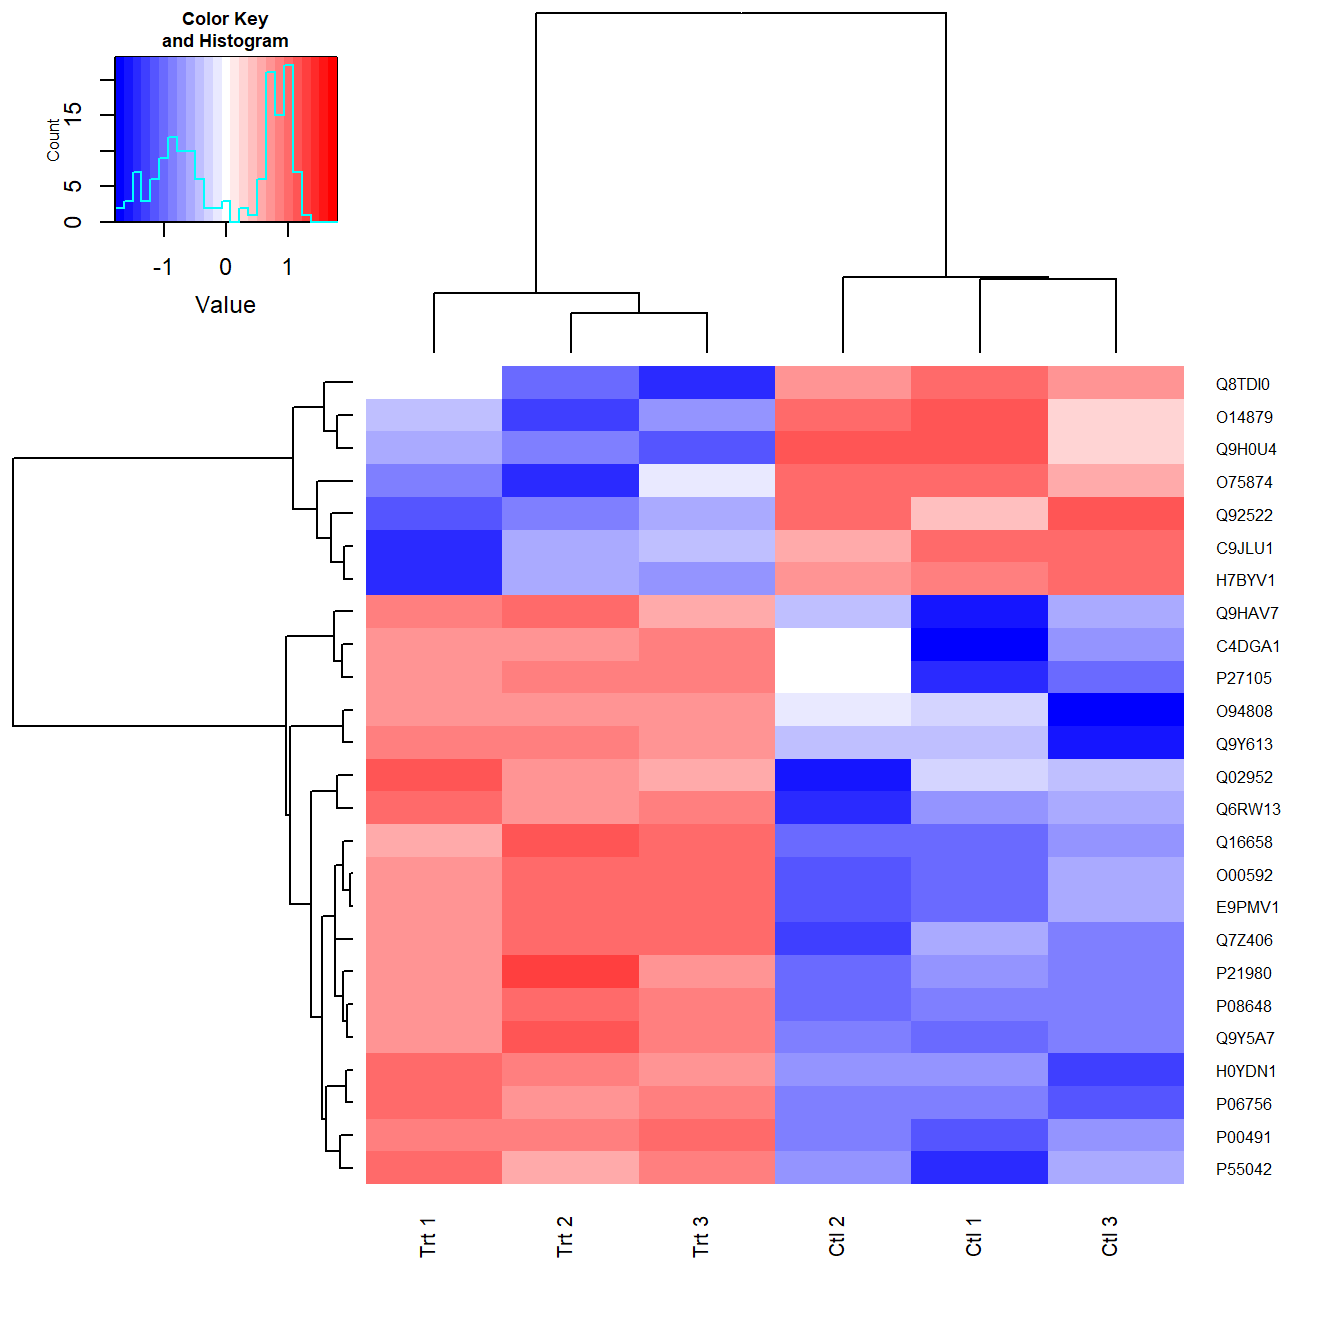 Color Key
and Histogram
Count
0 5 15
-1 0 1
Value
Q8TDI0
O14879
Q9H0U4
O75874
Q92522
C9JLU1
H7BYV1
Q9HAV7
C4DGA1
P27105
O94808
Q9Y613
Q02952
Q6RW13
Q16658
O00592
E9PMV1
Q7Z406
P21980
P08648
Q9Y5A7
H0YDN1
P06756
P00491
P55042
Trt 1 Trt 2 Trt 3 Ctl 2 Ctl 1 Ctl 3